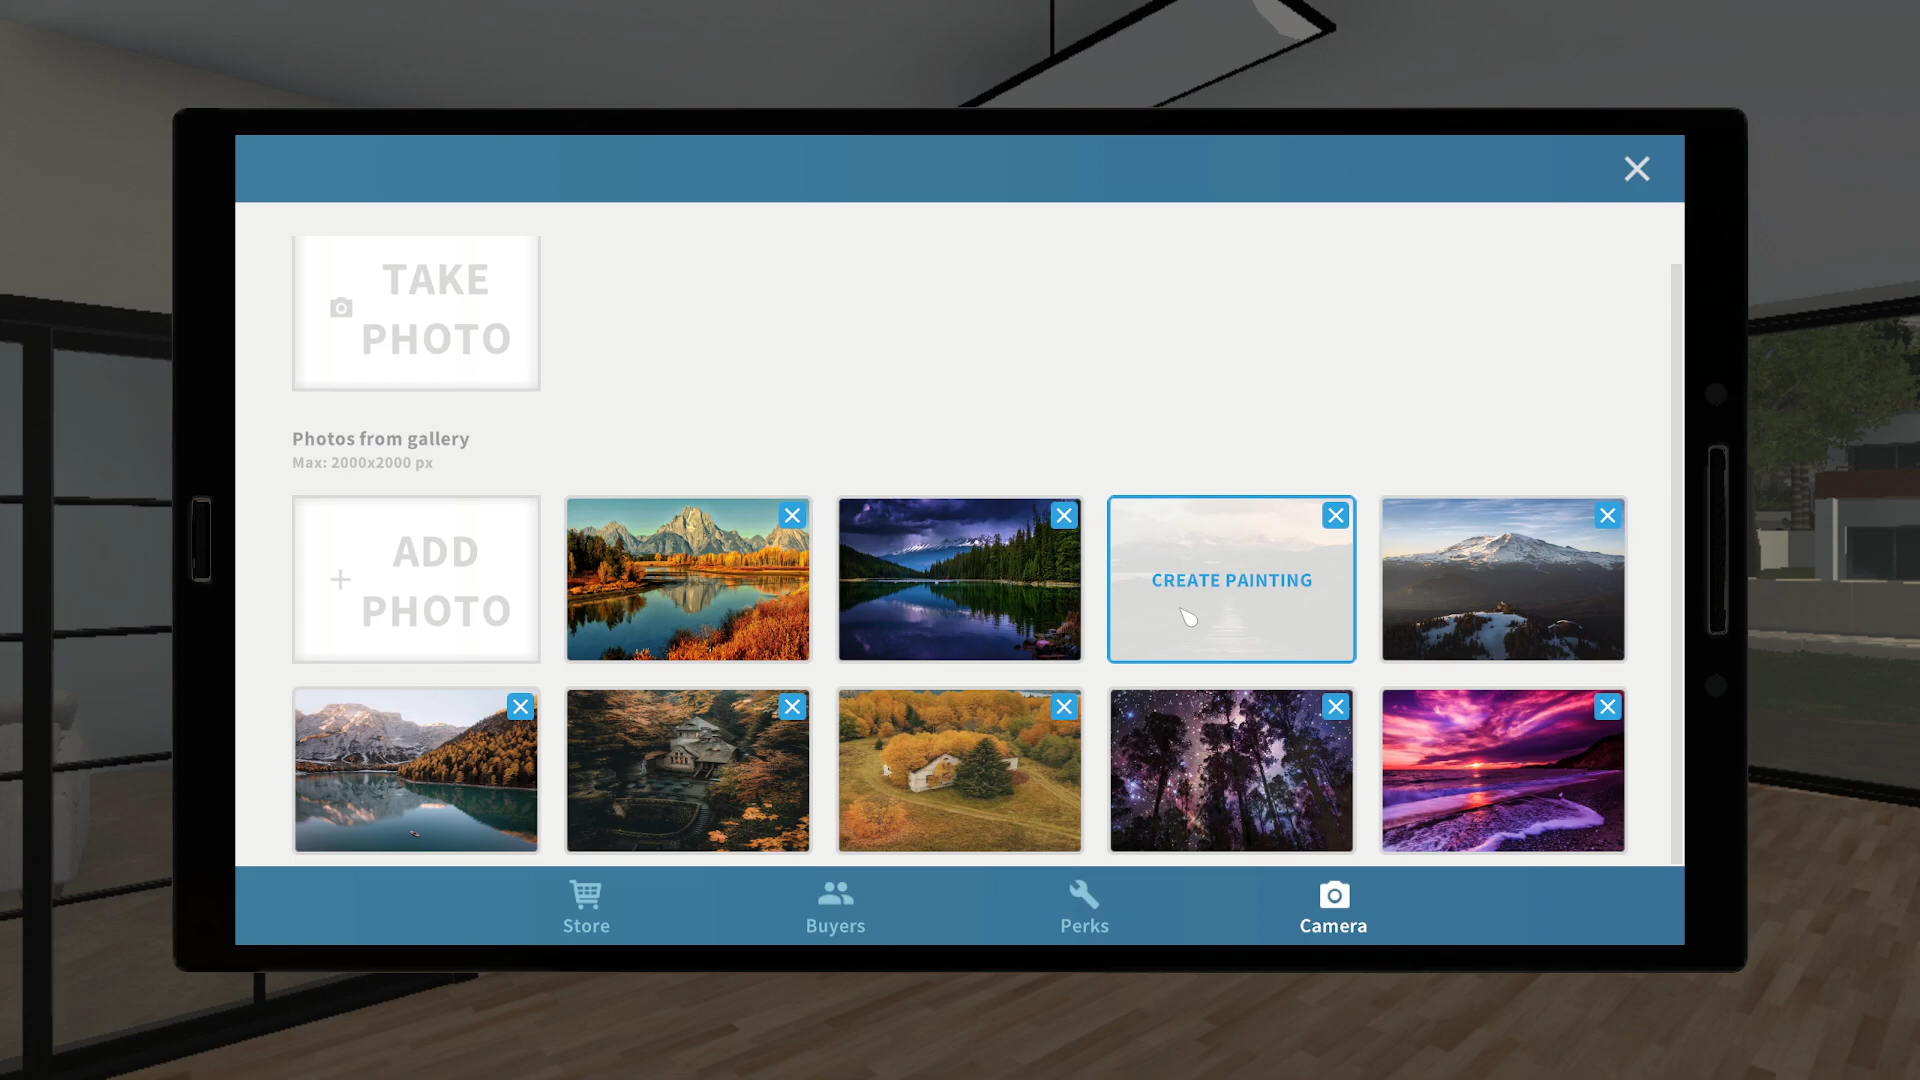 TAKE
PHOTO
Photos from gallery
Max: 2000x2000 px
ADD
PHOTO
CREATE PAINTING
Store
Buyers
Perks
Camera